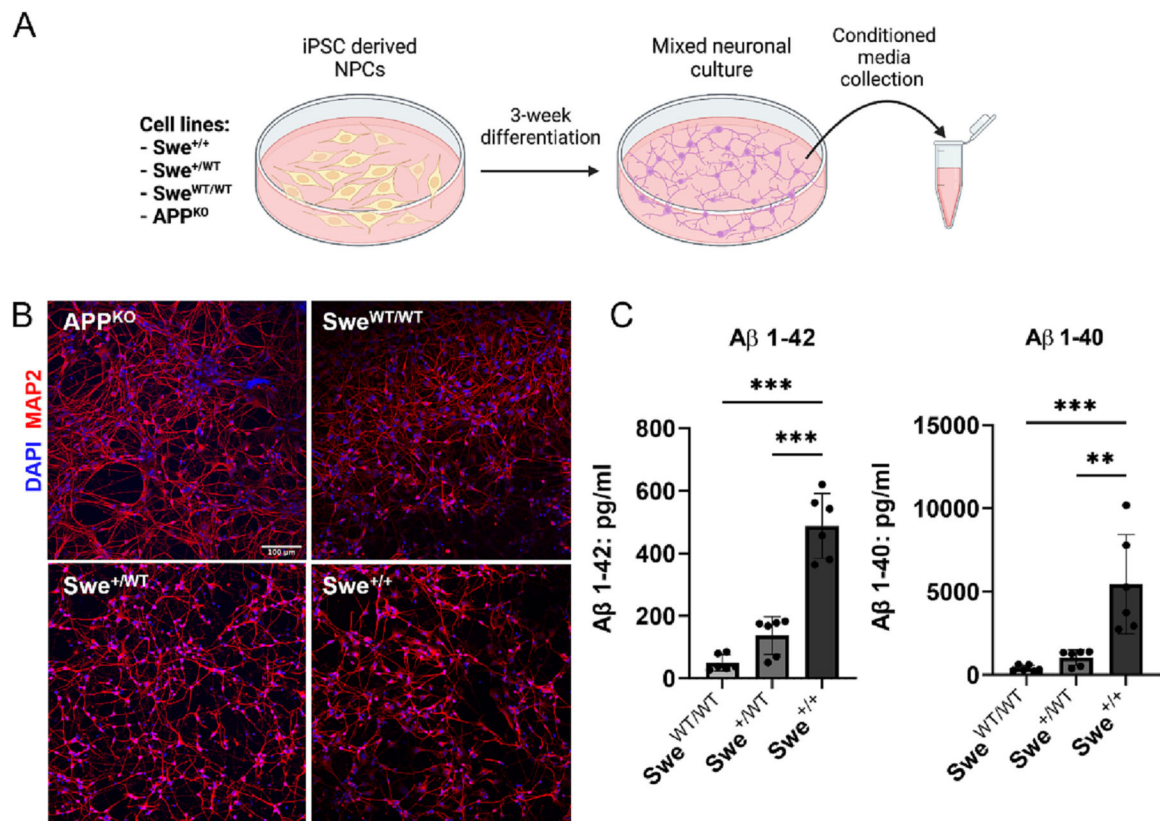 A
iPSC derived
NPCs
Cell lines:
- Swe+/+
- Swe+/WT
- SweWT/WT
- APPKO
3-week
differentiation
Mixed neuronal
culture
Conditioned
media
collection
B
DAPI MAP2
APPKO
SweWT/WT
100 µm
Swe+/WT
Swe+/+
C
Aβ 1-42
***
***
Aβ 1-42: pg/ml
800
600
400
200
0
SweWT/WT
Swe+/WT
Swe+/+
Aβ 1-40
***
**
Aβ 1-40: pg/ml
15000
10000
5000
0
SweWT/WT
Swe+/WT
Swe+/+